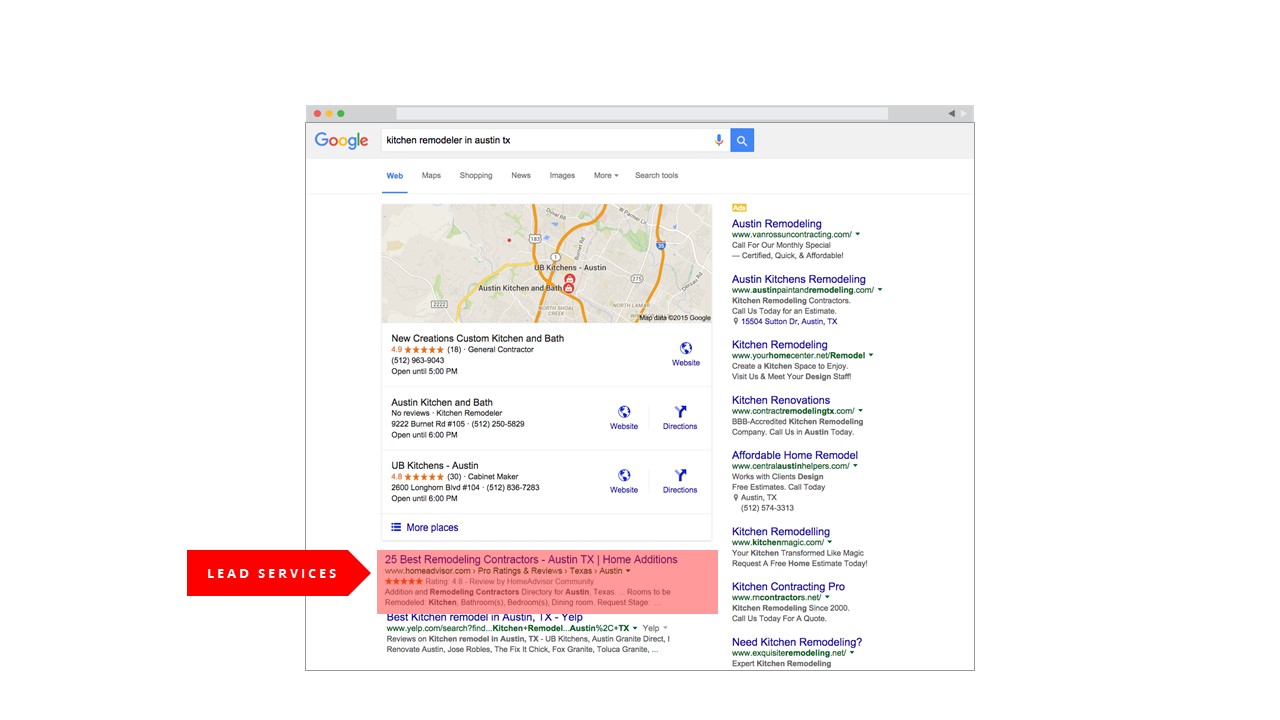 Google
kitchen remodeler in austin tx
Web Maps Shopping News Images More Search tools
Duval Rd
W Parmer Ln
183
1
Burnet Rd
35
UB Kitchens - Austin
275
Austin Kitchen and Bath
Dessau Rd
2222
NORTH SHOAL
CREEK
NORTH LAMAR
Map data ©2015 Google
New Creations Custom Kitchen and Bath
4.9 ★★★★★ (18) · General Contractor
(512) 963-9043
Open until 5:00 PM
Website
Austin Kitchen and Bath
No reviews · Kitchen Remodeler
9222 Burnet Rd #105 · (512) 250-5829
Open until 6:00 PM
Website Directions
UB Kitchens - Austin
4.8 ★★★★★ (30) · Cabinet Maker
2600 Longhorn Blvd #104 · (512) 836-7283
Open until 6:00 PM
Website Directions
More places
LEAD SERVICES
25 Best Remodeling Contractors - Austin TX | Home Additions
www.homeadvisor.com › Pro Ratings & Reviews › Texas › Austin
★★★★★ Rating: 4.8 - Review by HomeAdvisor Community
Addition and Remodeling Contractors Directory for Austin, Texas. ... Rooms to be
Remodeled: Kitchen, Bathroom(s), Bedroom(s), Dining room. Request Stage: ...
Best Kitchen remodel in Austin, TX - Yelp
www.yelp.com/search?find...Kitchen+Remodel...Austin%2C+TX Yelp
Reviews on Kitchen remodel in Austin, TX - UB Kitchens, Austin Granite Direct, I
Renovate Austin, Jose Robles, The Fix It Chick, Fox Granite, Toluca Granite, ...
Ads
Austin Remodeling
www.vanrossuncontracting.com/
Call For Our Monthly Special
— Certified, Quick, & Affordable!
Austin Kitchens Remodeling
www.austinpaintandremodeling.com/
Kitchen Remodeling Contractors.
Call Us Today for an Estimate.
15504 Sutton Dr, Austin, TX
Kitchen Remodeling
www.yourhomecenter.net/Remodel
Create a Kitchen Space to Enjoy.
Visit Us & Meet Your Design Staff!
Kitchen Renovations
www.contractremodelingtx.com/
BBB-Accredited Kitchen Remodeling
Company. Call Us in Austin Today.
Affordable Home Remodel
www.centralaustinhelpers.com/
Works with Clients Design
Free Estimates. Call Today
Austin, TX
(512) 574-3313
Kitchen Remodelling
www.kitchenmagic.com/
Your Kitchen Transformed Like Magic
Request A Free Home Estimate Today!
Kitchen Contracting Pro
www.rncontractors.net/
Kitchen Remodeling Since 2000.
Call Us Today For A Quote.
Need Kitchen Remodeling?
www.exquisiteremodeling.net/
Expert Kitchen Remodeling